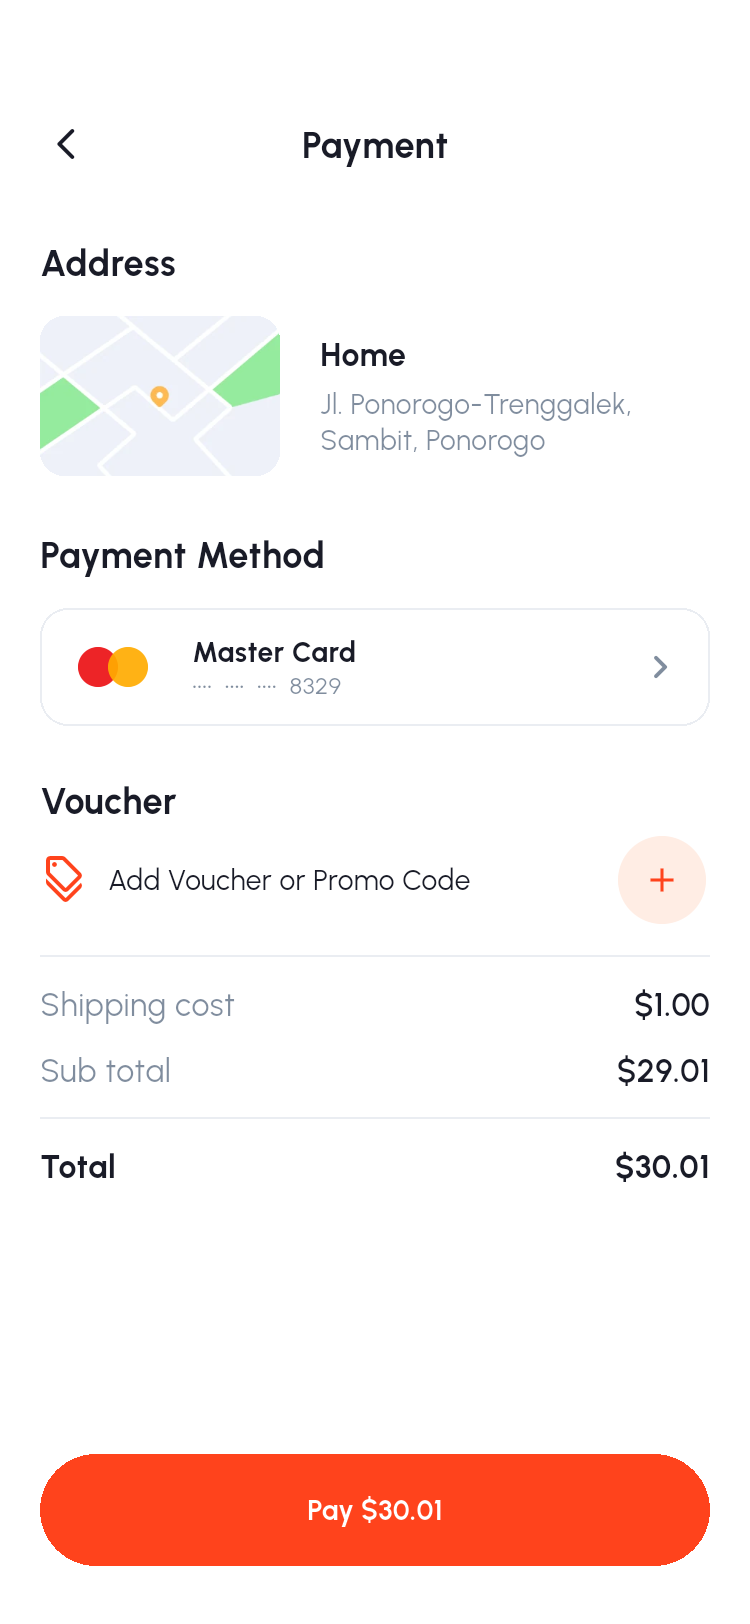 Payment
Address
Home
Jl. Ponorogo-Trenggalek,
Sambit, Ponorogo
Payment Method
Master Card
···· ···· ···· 8329
Voucher
Add Voucher or Promo Code
Shipping cost $1.00
Sub total $29.01
Total $30.01
Pay $30.01